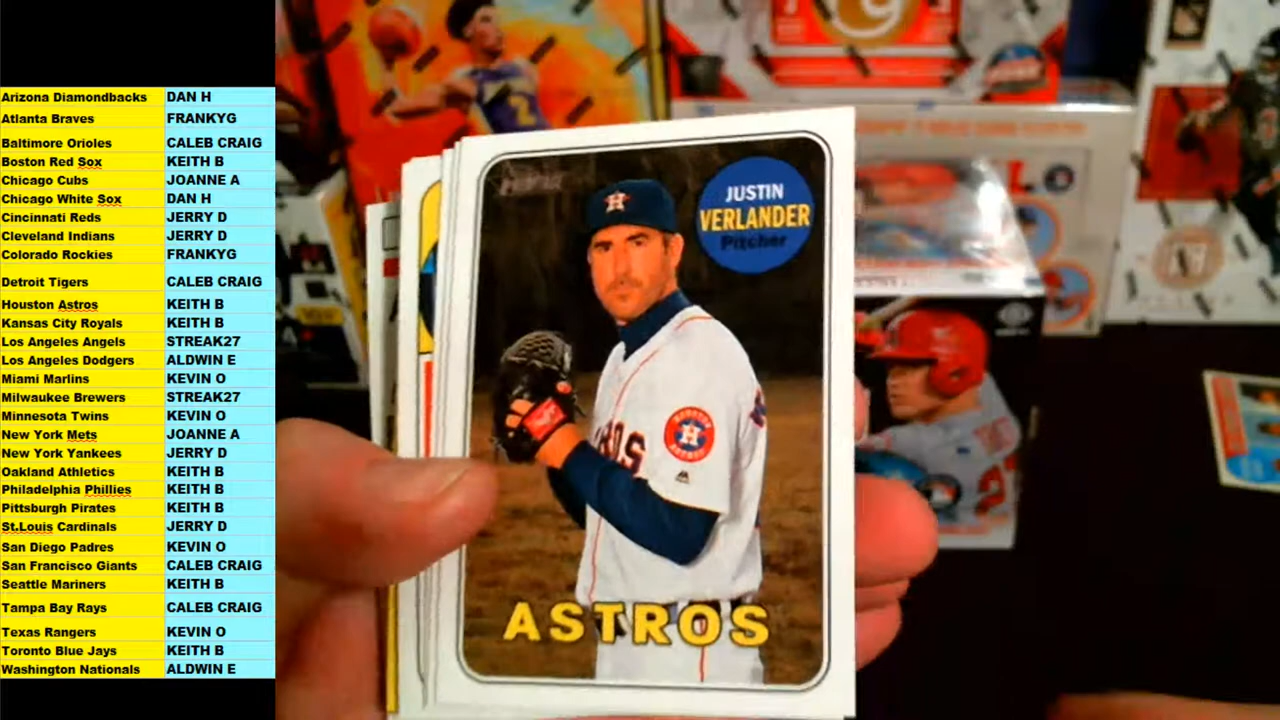 Arizona Diamondbacks DAN H
Atlanta Braves FRANKYG
Baltimore Orioles CALEB CRAIG
Boston Red Sox KEITH B
Chicago Cubs JOANNE A
Chicago White Sox DAN H
Cincinnati Reds JERRY D
Cleveland Indians JERRY D
Colorado Rockies FRANKYG
Detroit Tigers CALEB CRAIG
Houston Astros KEITH B
Kansas City Royals KEITH B
Los Angeles Angels STREAK27
Los Angeles Dodgers ALDWIN E
Miami Marlins KEVIN O
Milwaukee Brewers STREAK27
Minnesota Twins KEVIN O
New York Mets JOANNE A
New York Yankees JERRY D
Oakland Athletics KEITH B
Philadelphia Phillies KEITH B
Pittsburgh Pirates KEITH B
St.Louis Cardinals JERRY D
San Diego Padres KEVIN O
San Francisco Giants CALEB CRAIG
Seattle Mariners KEITH B
Tampa Bay Rays CALEB CRAIG
Texas Rangers KEVIN O
Toronto Blue Jays KEITH B
Washington Nationals ALDWIN E
JUSTIN
VERLANDER
Pitcher
ASTROS